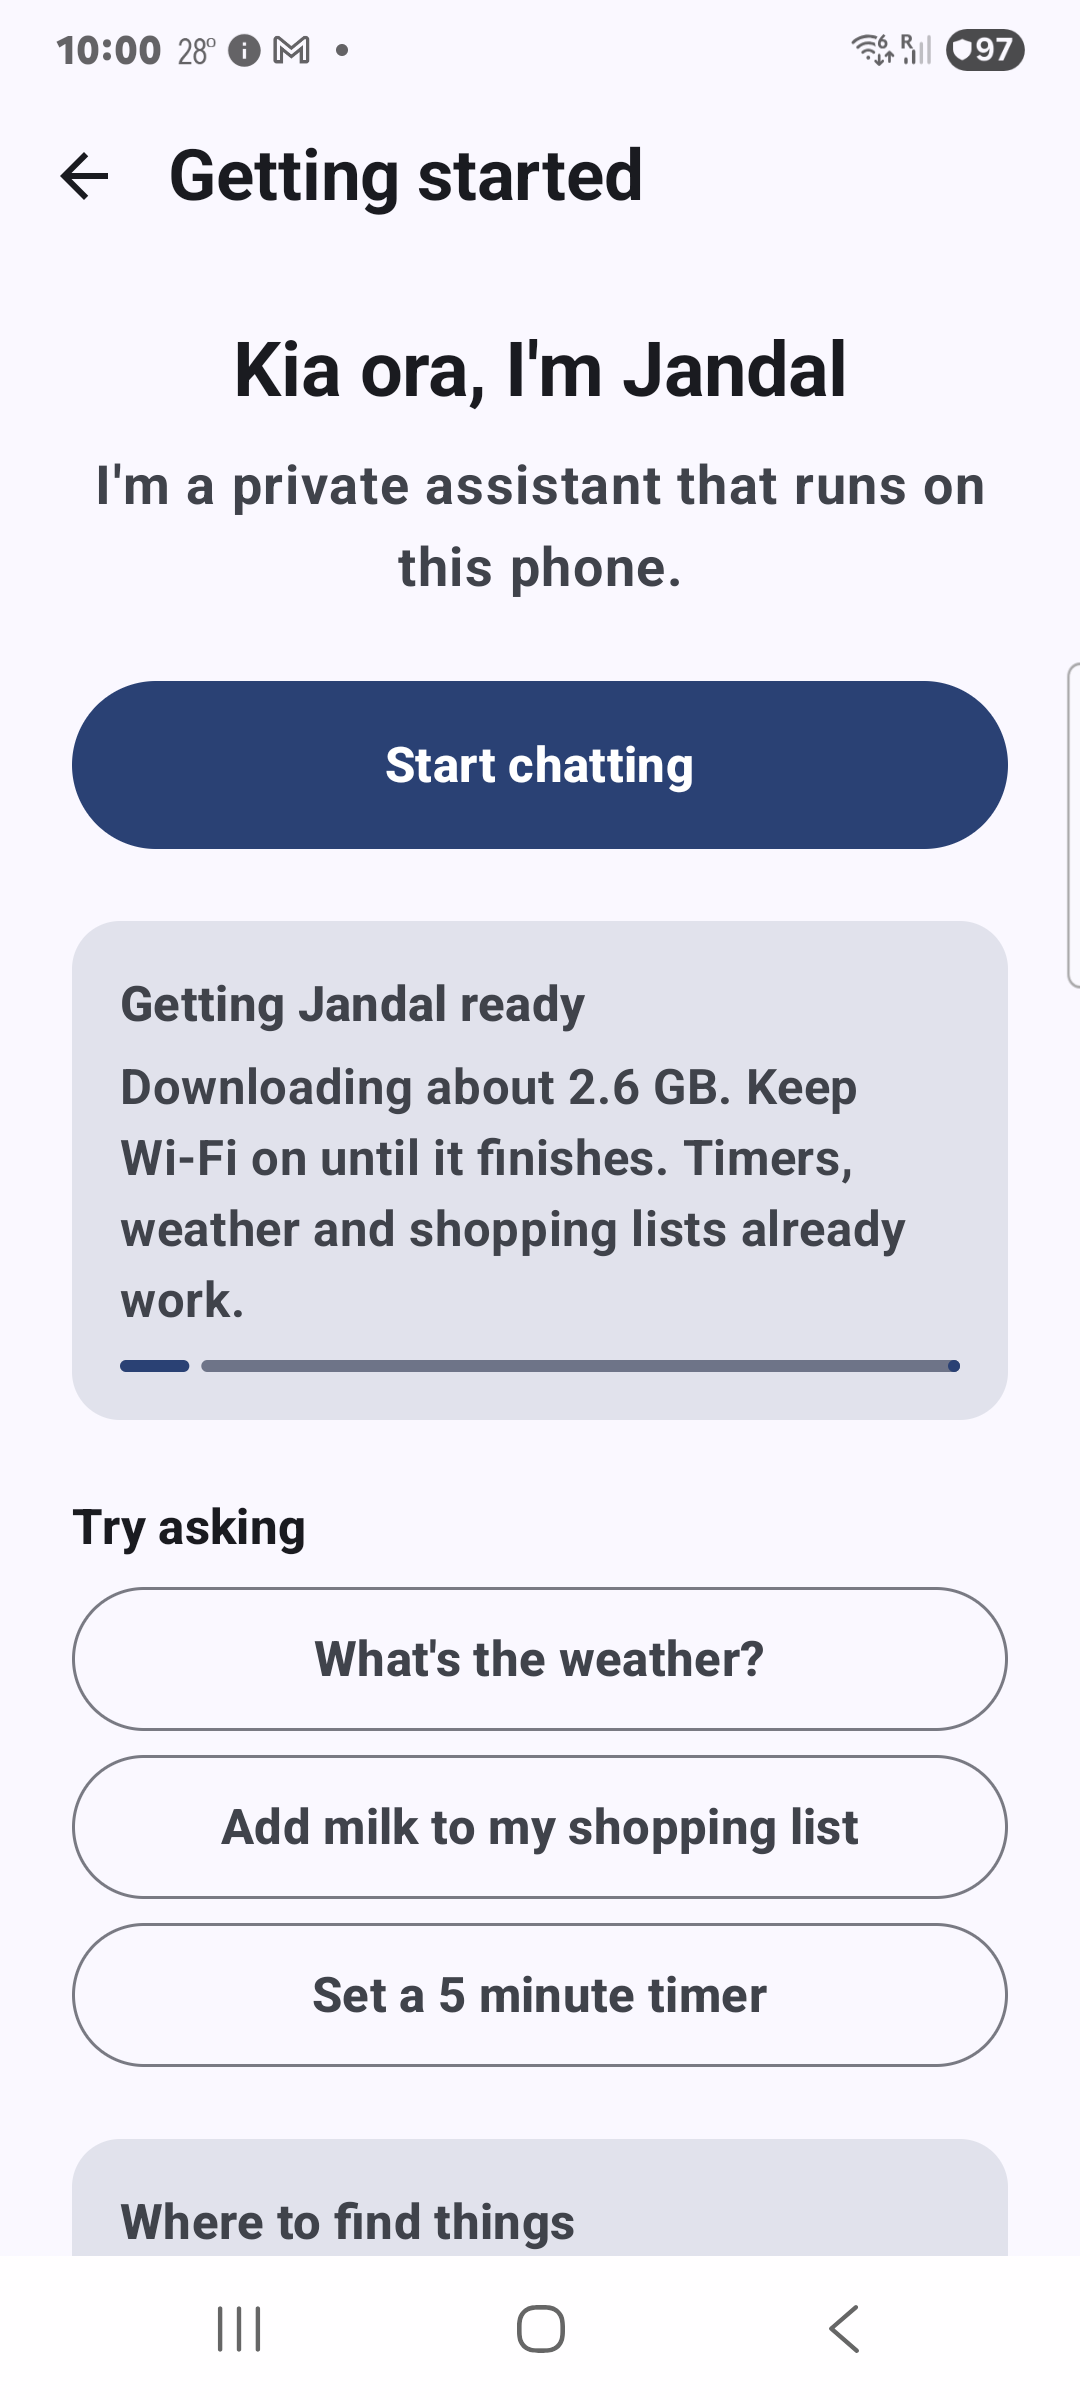 10:00 28° 6 R 97
Getting started
Kia ora, I'm Jandal
I'm a private assistant that runs on
this phone.
Start chatting
Getting Jandal ready
Downloading about 2.6 GB. Keep
Wi-Fi on until it finishes. Timers,
weather and shopping lists already
work.
Try asking
What's the weather?
Add milk to my shopping list
Set a 5 minute timer
Where to find things